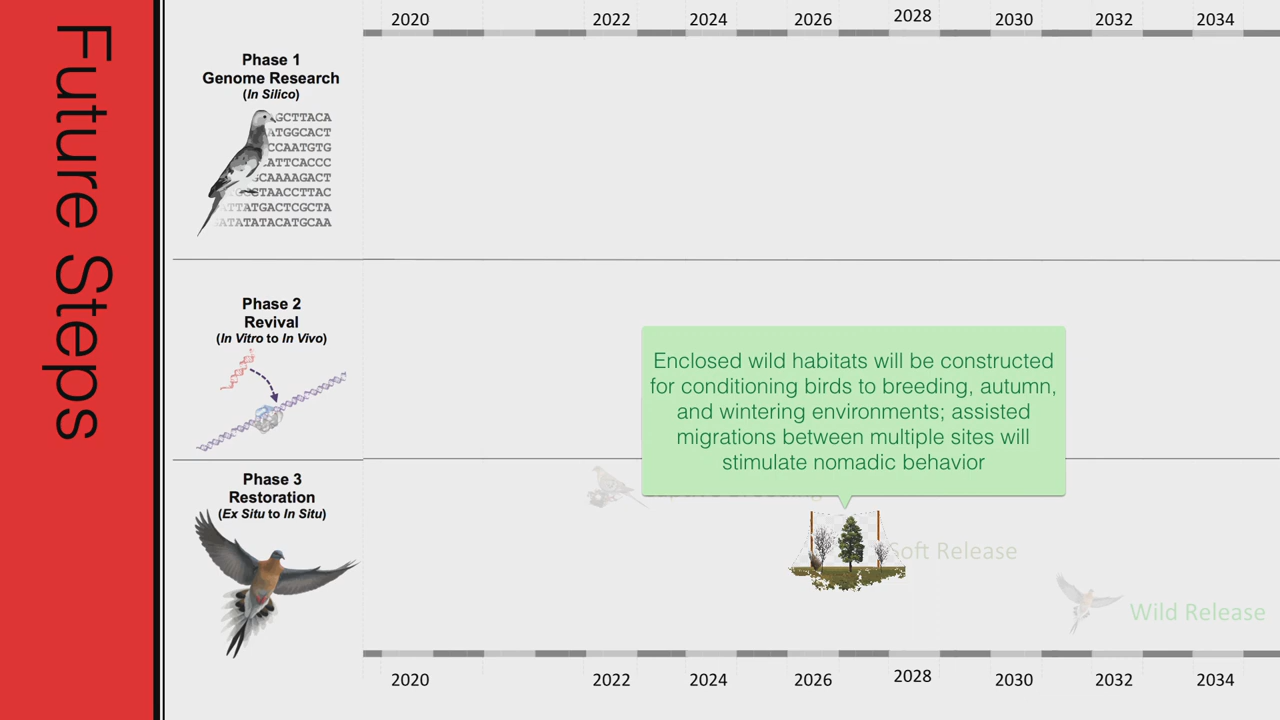 Future Steps
2020 2022 2024 2026 2028 2030 2032 2034
Phase 1
Genome Research
(In Silico)
GCTTACA
ATGGCACT
CCAATGTG
ATTCACCC
GCAAAAGACT
TAACCTTAC
ATTATGACTCGCTA
GATATATACATGCAA
Phase 2
Revival
(In Vitro to In Vivo)
Enclosed wild habitats will be constructed
for conditioning birds to breeding, autumn,
and wintering environments; assisted
migrations between multiple sites will
stimulate nomadic behavior
Phase 3
Restoration
(Ex Situ to In Situ)
Soft Release
Wild Release
2020 2022 2024 2026 2028 2030 2032 2034